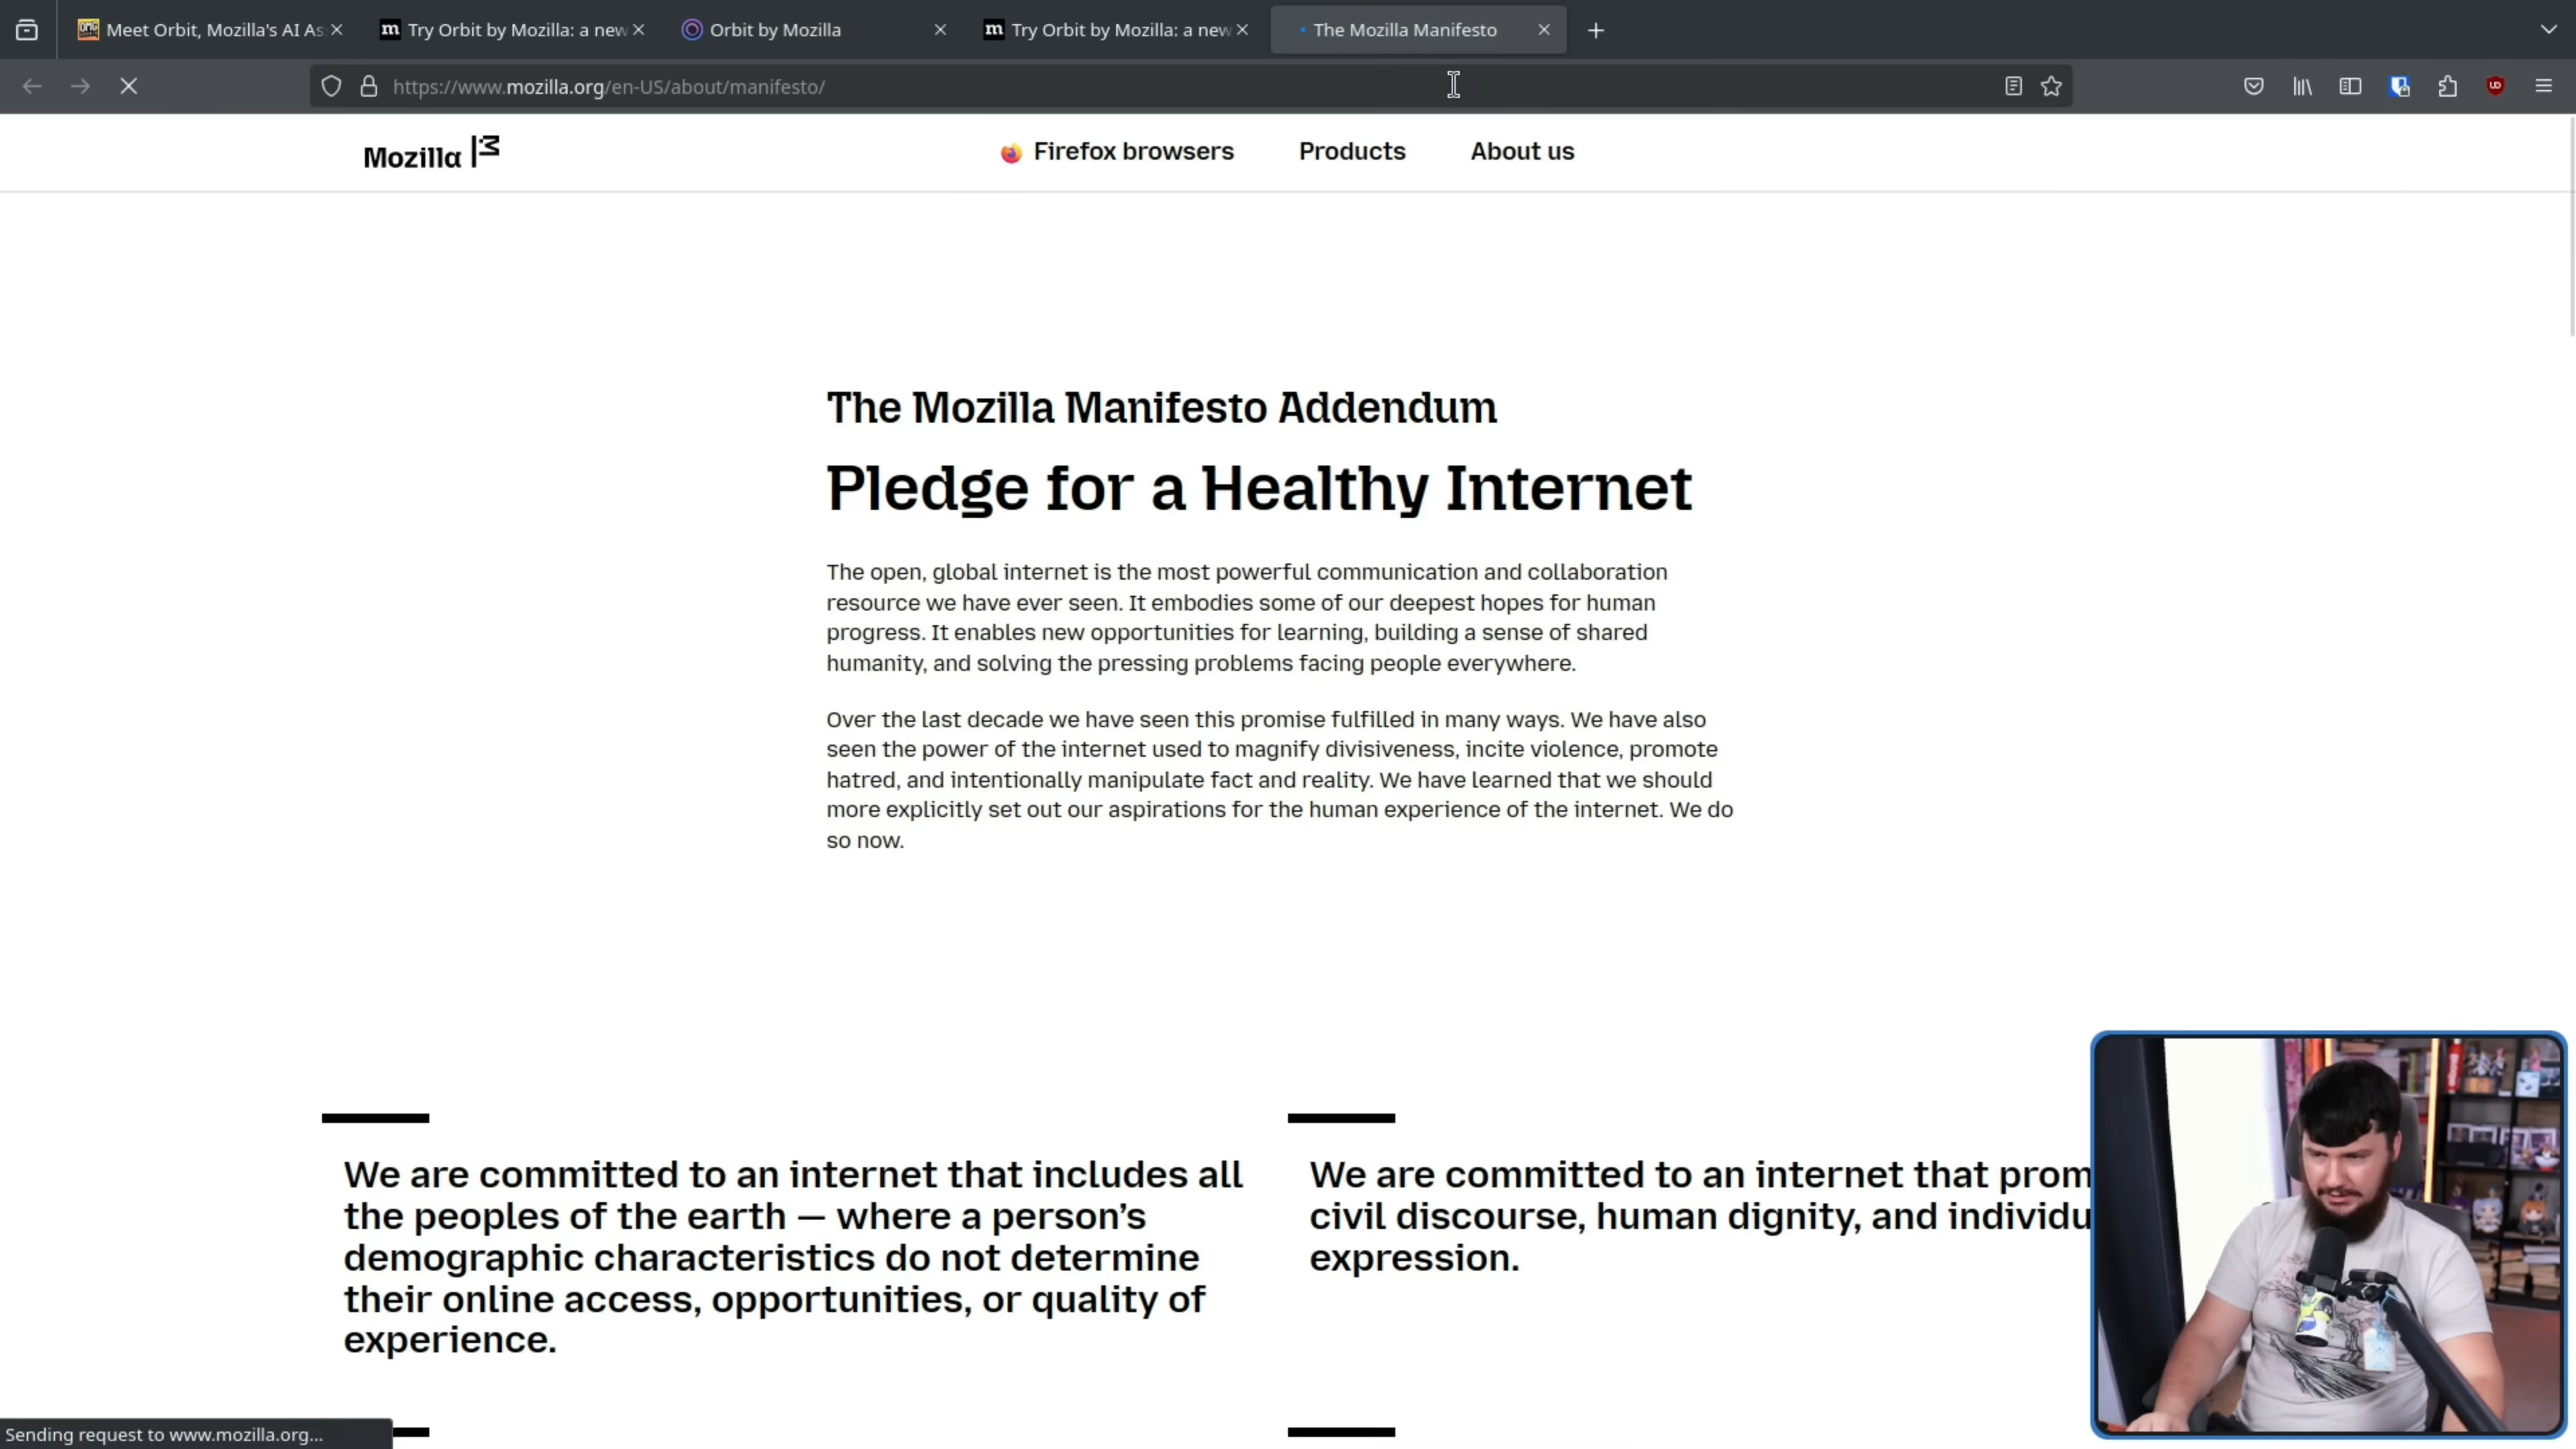 Meet Orbit, Mozilla's AI As
Try Orbit by Mozilla: a new
Orbit by Mozilla
Try Orbit by Mozilla: a new
The Mozilla Manifesto
https://www.mozilla.org/en-US/about/manifesto/
Mozilla
Firefox browsers
Products
About us
The Mozilla Manifesto Addendum
Pledge for a Healthy Internet
The open, global internet is the most powerful communication and collaboration
resource we have ever seen. It embodies some of our deepest hopes for human
progress. It enables new opportunities for learning, building a sense of shared
humanity, and solving the pressing problems facing people everywhere.
Over the last decade we have seen this promise fulfilled in many ways. We have also
seen the power of the internet used to magnify divisiveness, incite violence, promote
hatred, and intentionally manipulate fact and reality. We have learned that we should
more explicitly set out our aspirations for the human experience of the internet. We do
so now.
We are committed to an internet that includes all
the peoples of the earth — where a person’s
demographic characteristics do not determine
their online access, opportunities, or quality of
experience.
We are committed to an internet that prom
civil discourse, human dignity, and individu
expression.
Sending request to www.mozilla.org...